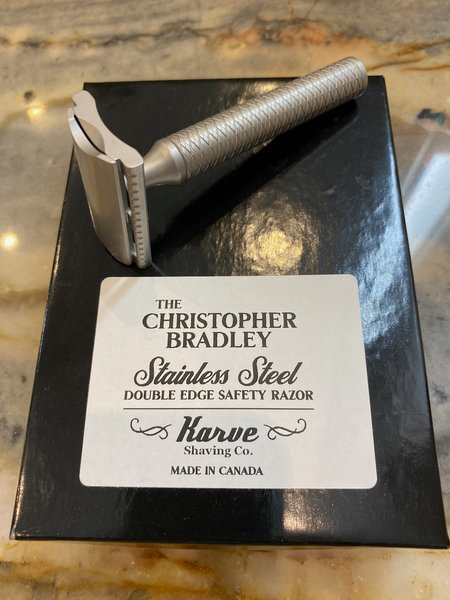 THE
CHRISTOPHER
BRADLEY
Stainless Steel
DOUBLE EDGE SAFETY RAZOR
Karve
Shaving Co.
MADE IN CANADA